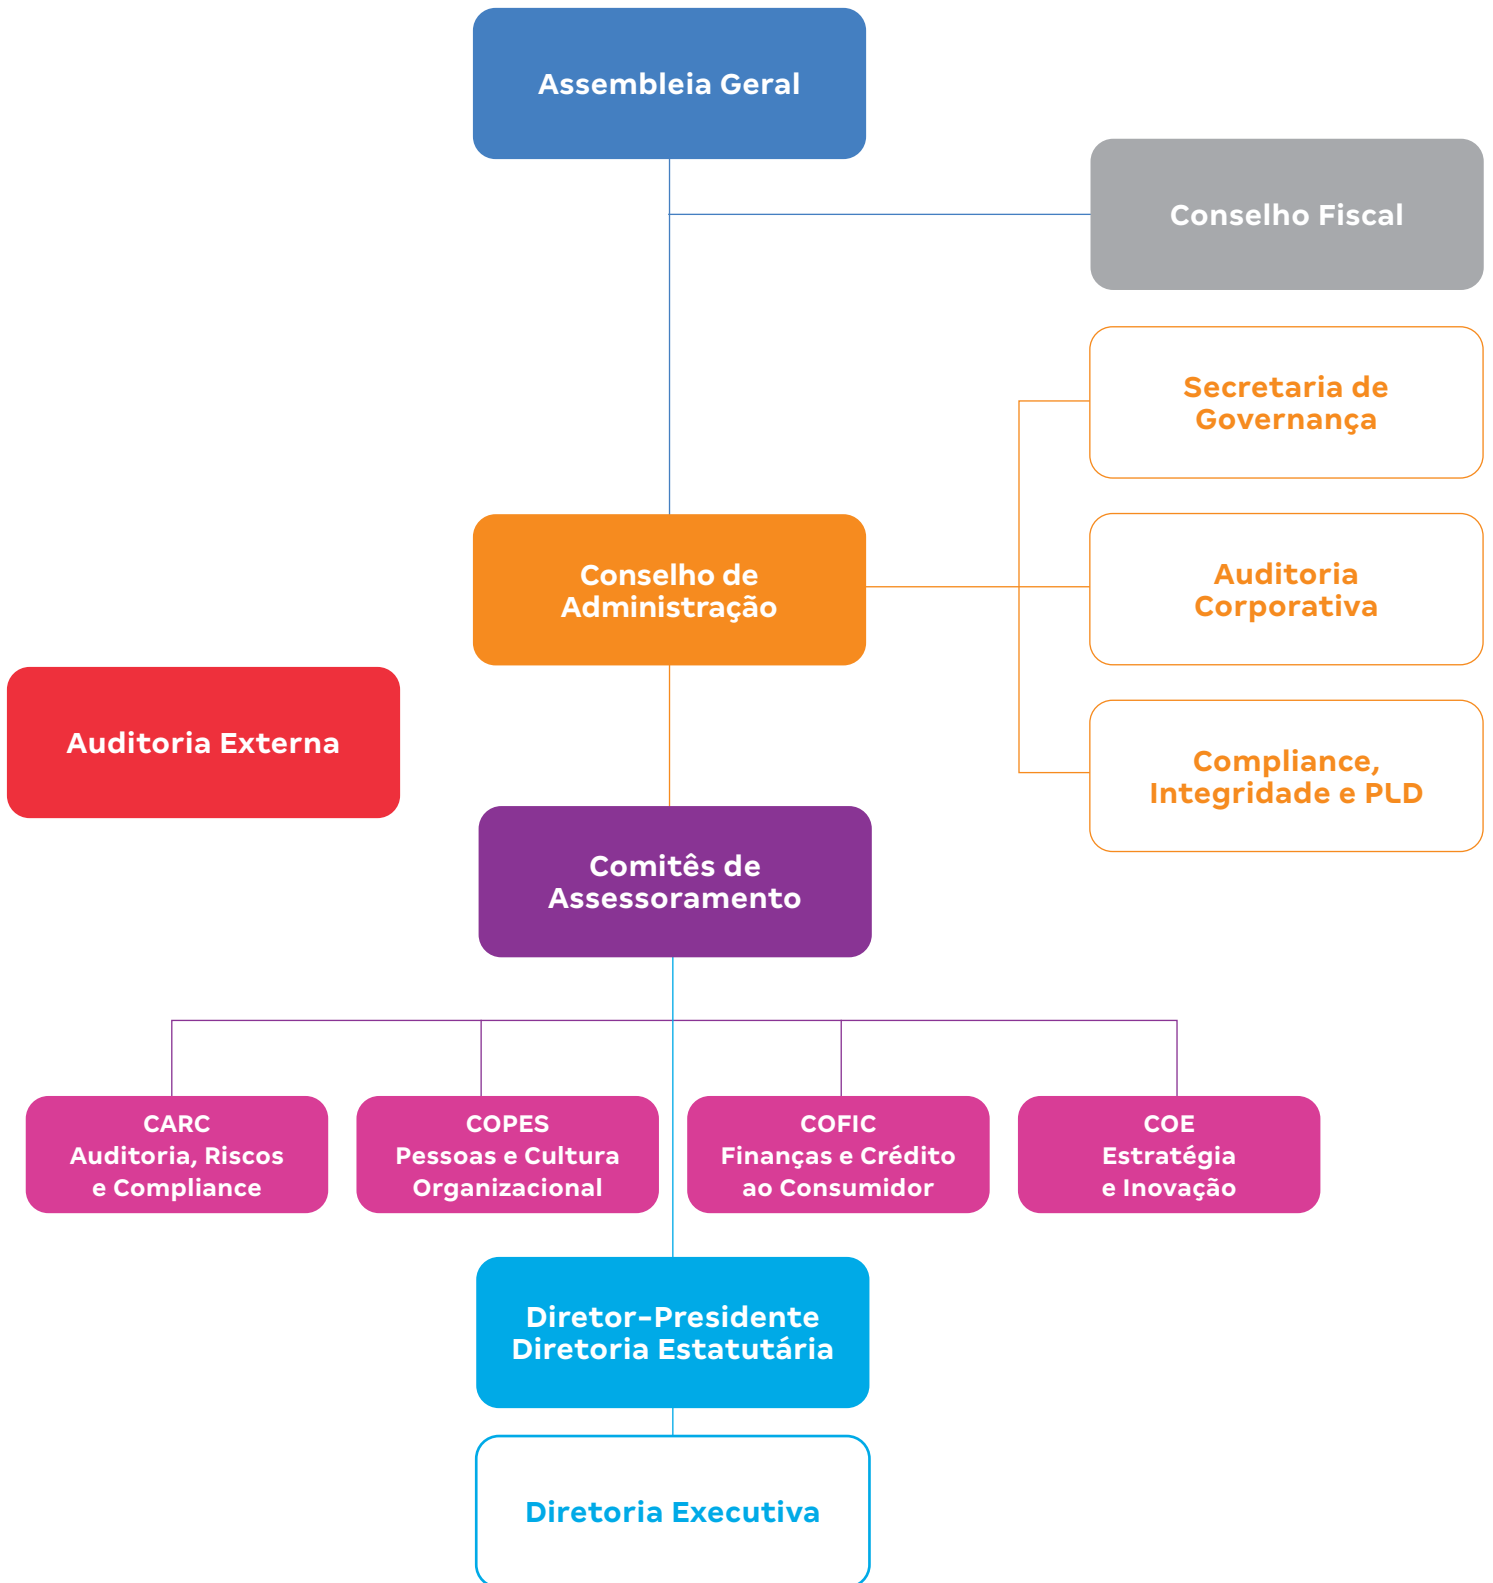 Assembleia Geral
Conselho Fiscal
Secretaria de
Governança
Conselho de
Administração
Auditoria
Corporativa
Auditoria Externa
Compliance,
Integridade e PLD
Comitês de
Assessoramento
CARC
Auditoria, Riscos
e Compliance
COPES
Pessoas e Cultura
Organizacional
COFIC
Finanças e Crédito
ao Consumidor
COE
Estratégia
e Inovação
Diretor-Presidente
Diretoria Estatutária
Diretoria Executiva